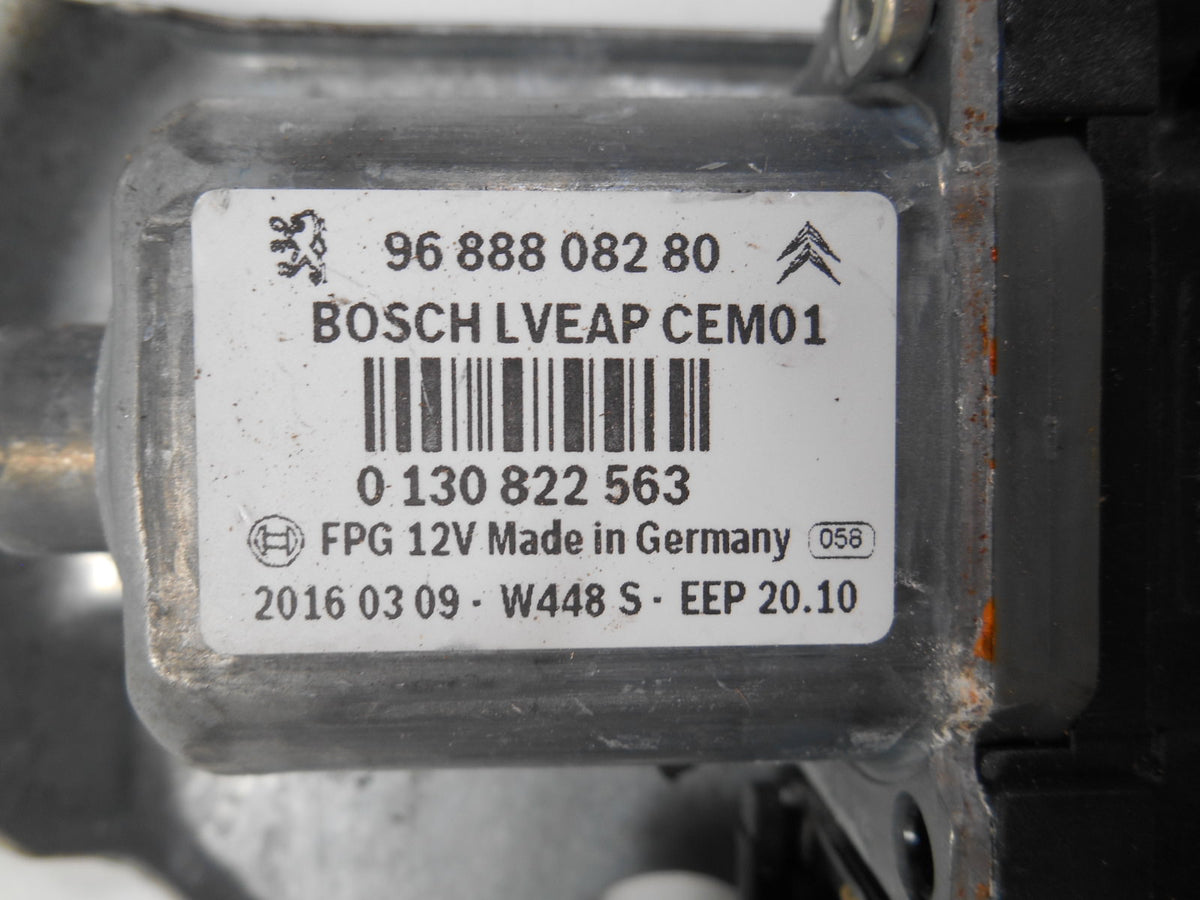 96 888 082 80
BOSCH LVEAP CEM01
0 130 822 563
FPG 12V Made in Germany 058
2016 03 09 · W448 S · EEP 20.10